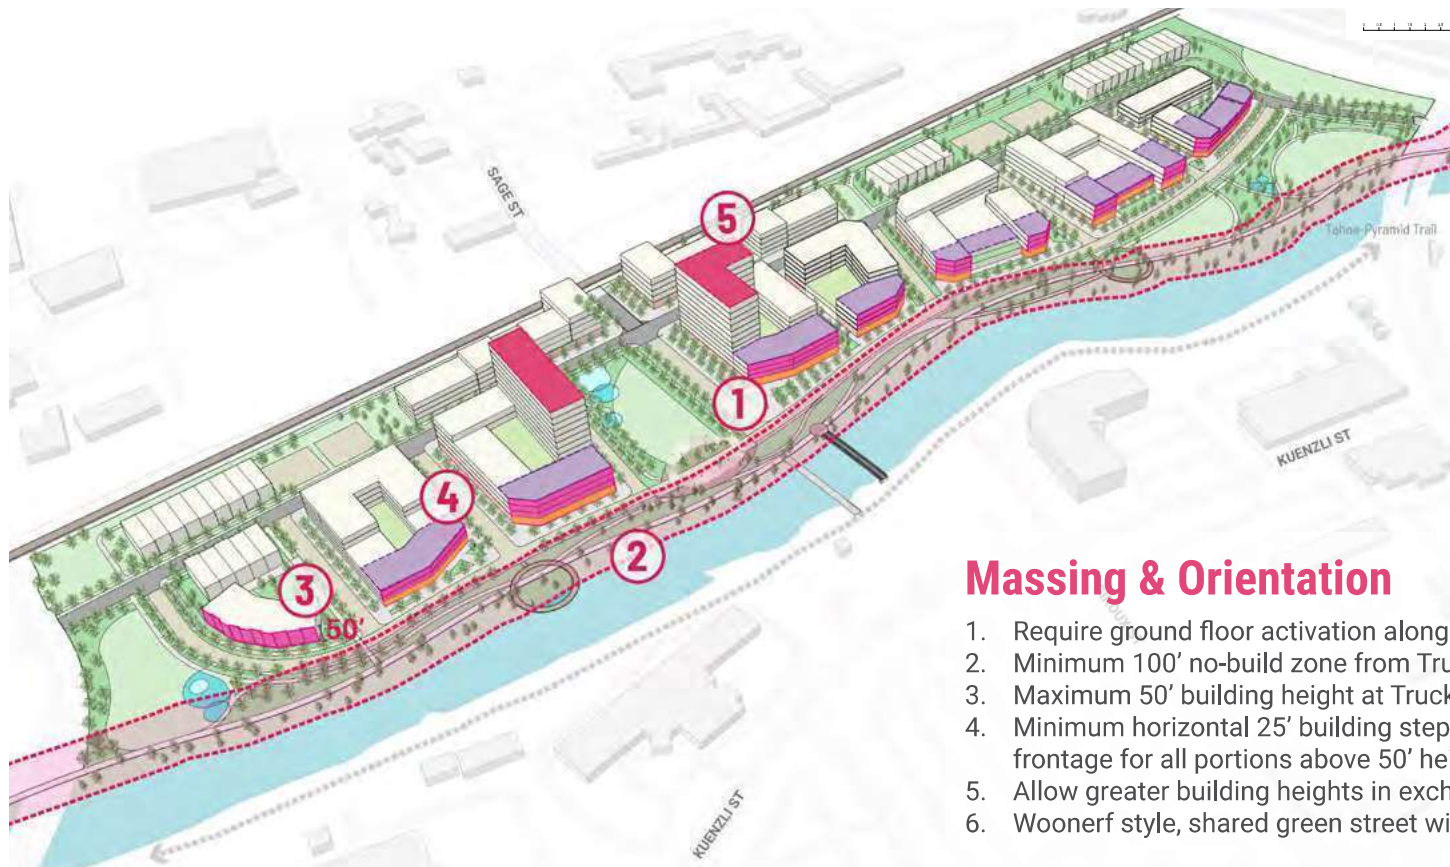 SAGE ST
5
Tahoe-Pyramid Trail
1
KUENZLI ST
4
2
3
50’
Massing & Orientation
1. Require ground floor activation along
2. Minimum 100’ no-build zone from Tru
3. Maximum 50’ building height at Truck
4. Minimum horizontal 25’ building step
frontage for all portions above 50’ he
5. Allow greater building heights in exch
6. Woonerf style, shared green street wi
KUENZLI ST